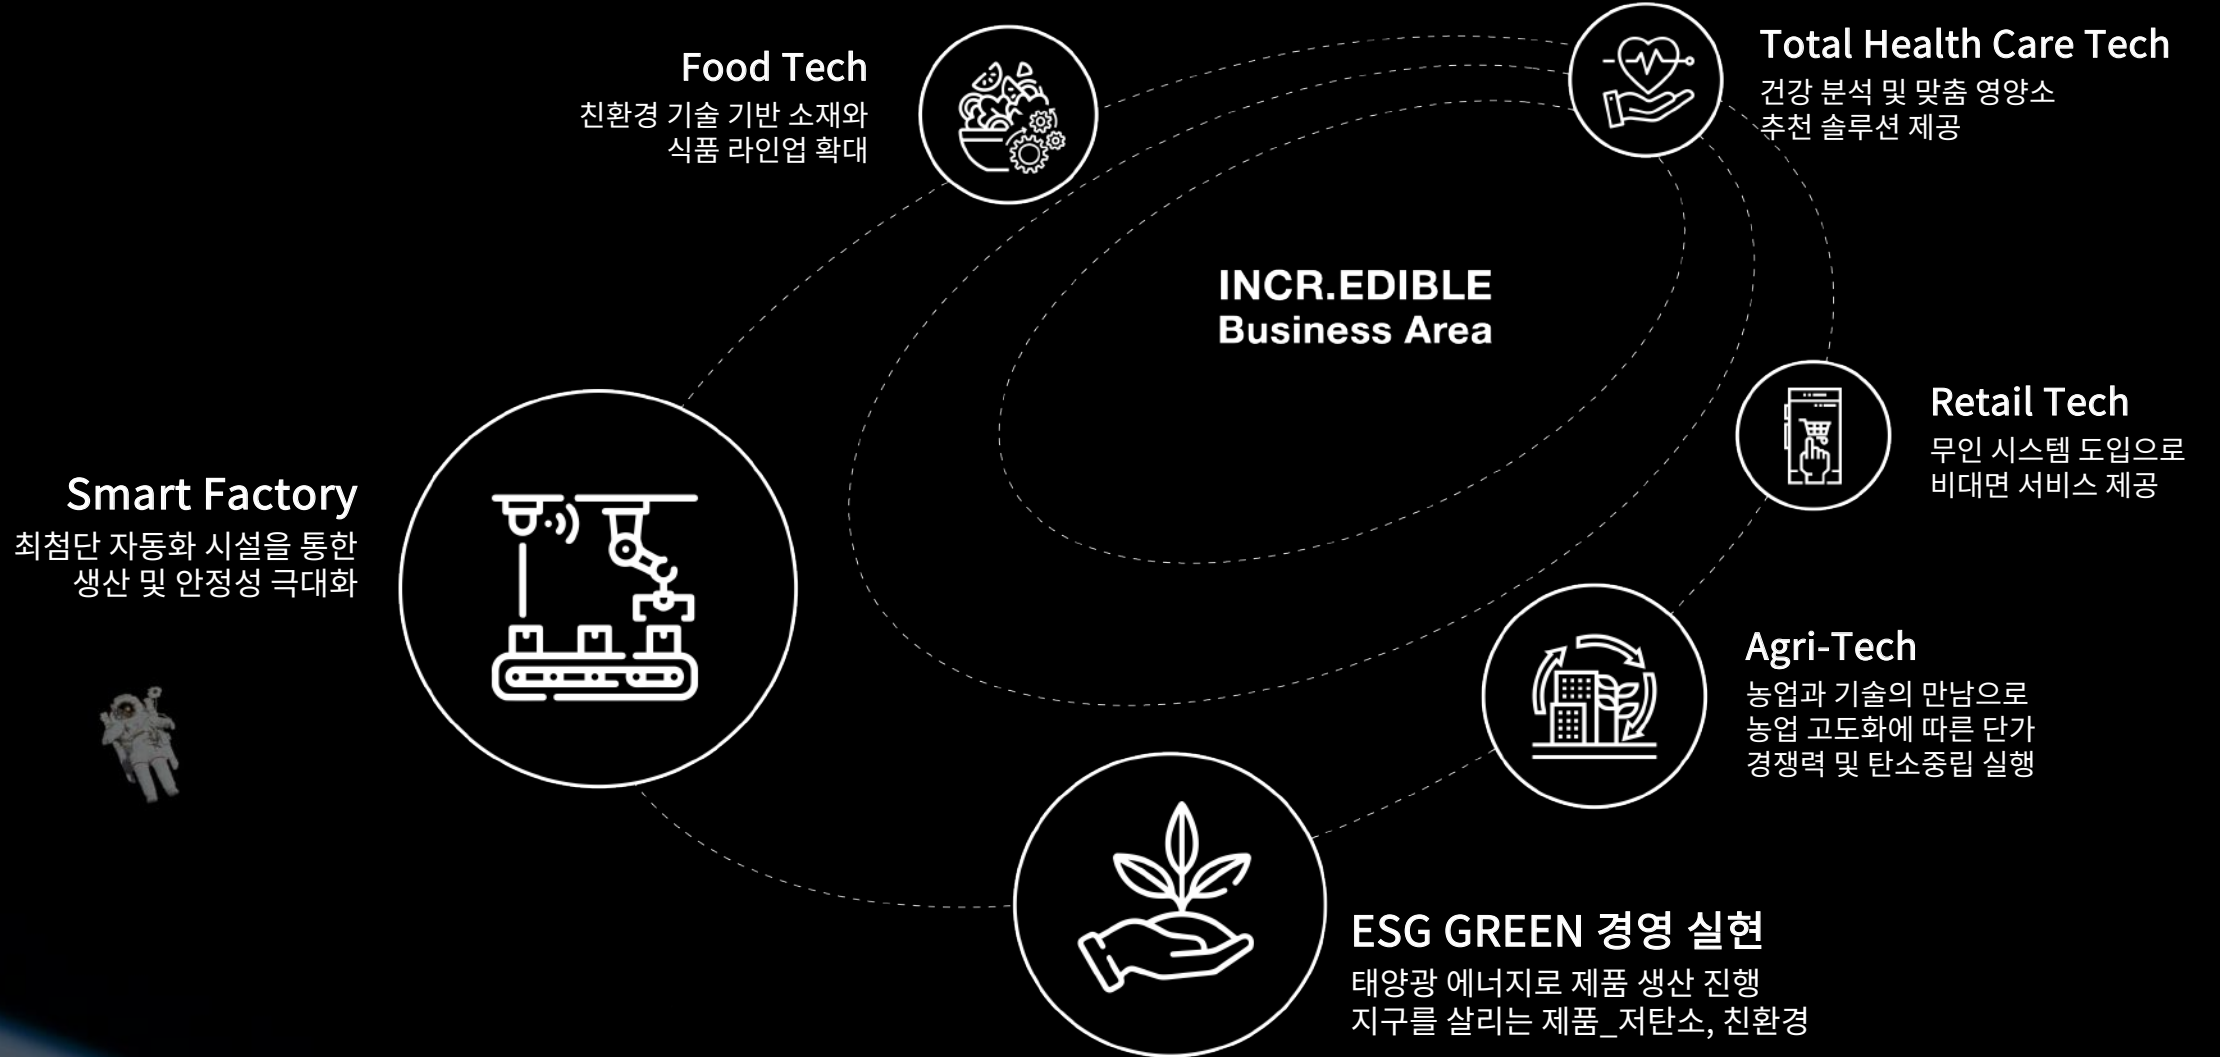 Food Tech
친환경 기술 기반 소재와
식품 라인업 확대
Total Health Care Tech
건강 분석 및 맞춤 영양소
추천 솔루션 제공
INCR.EDIBLE
Business Area
Retail Tech
무인 시스템 도입으로
비대면 서비스 제공
Smart Factory
최첨단 자동화 시설을 통한
생산 및 안정성 극대화
Agri-Tech
농업과 기술의 만남으로
농업 고도화에 따른 단가
경쟁력 및 탄소중립 실행
ESG GREEN 경영 실현
태양광 에너지로 제품 생산 진행
지구를 살리는 제품_저탄소, 친환경